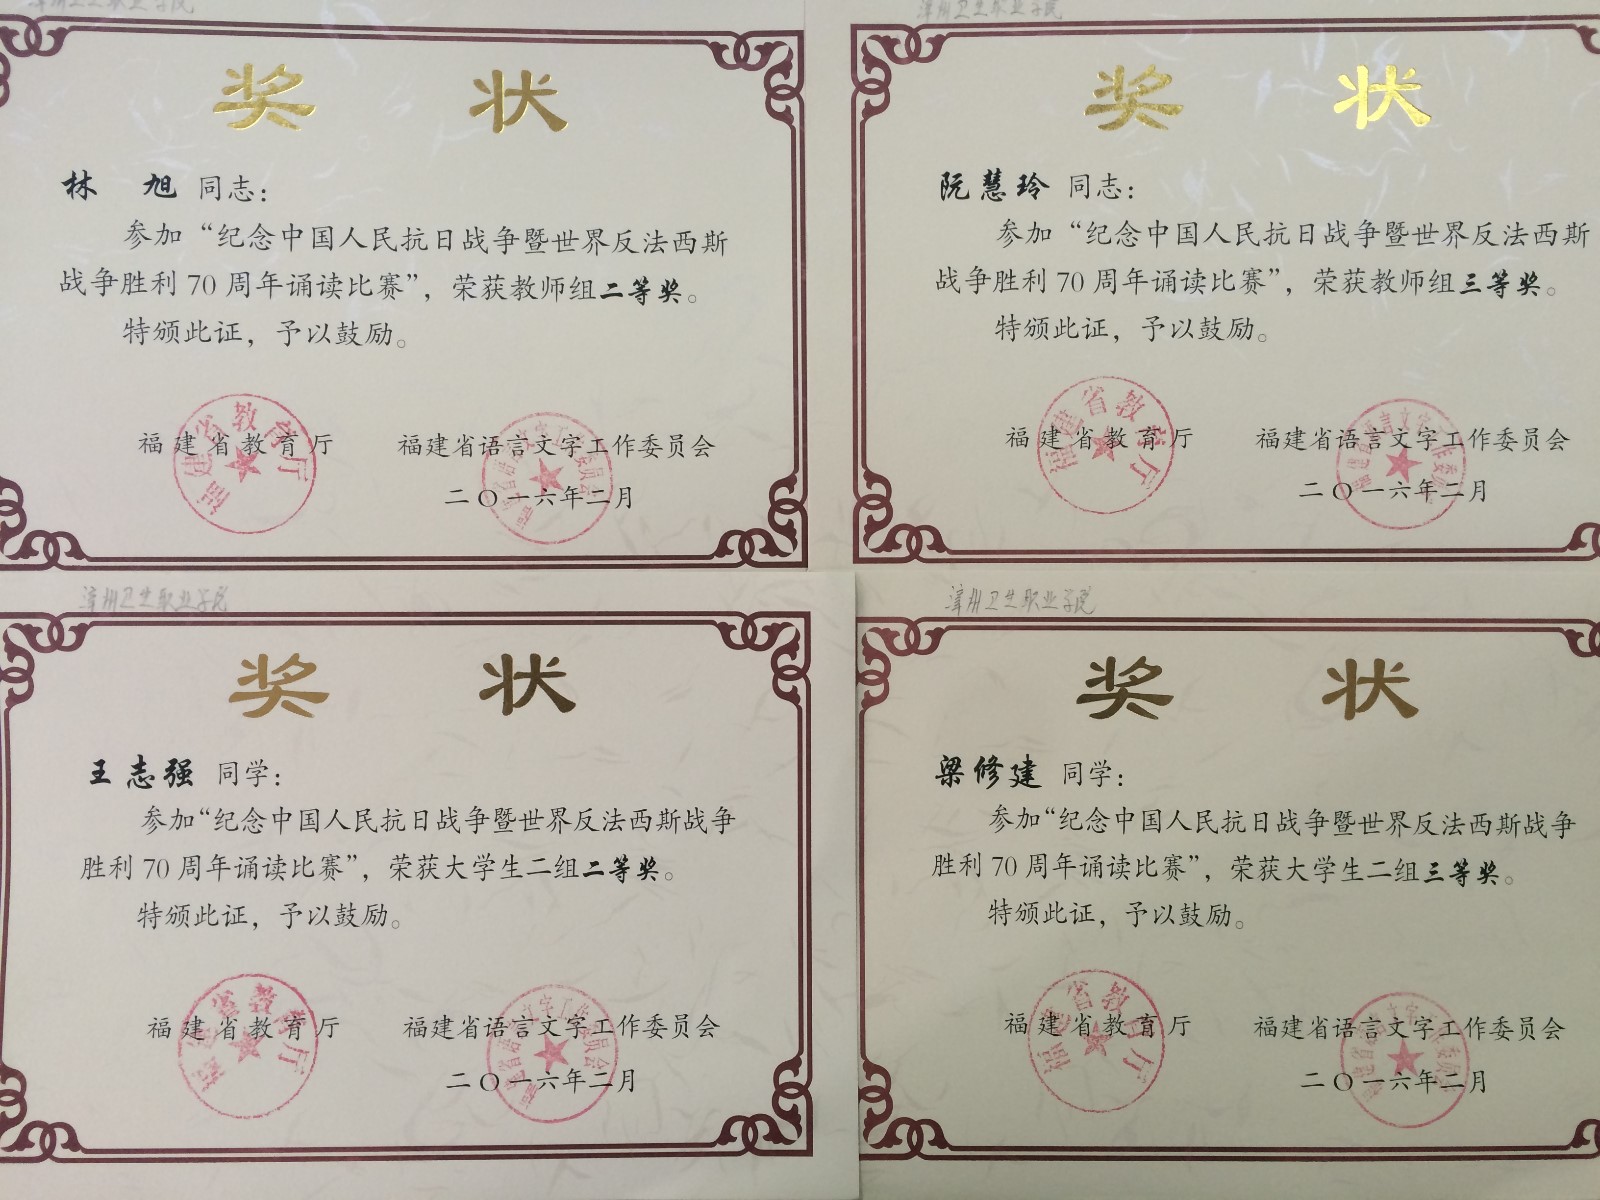 漳州卫生职业学院
奖 状
林 旭 同志：
参加“纪念中国人民抗日战争暨世界反法西斯
战争胜利70周年诵读比赛”，荣获教师组二等奖。
特颁此证，予以鼓励。
福建省教育厅 福建省语言文字工作委员会
二〇一六年二月
漳州卫生职业学院
奖 状
阮慧玲 同志：
参加“纪念中国人民抗日战争暨世界反法西斯
战争胜利70周年诵读比赛”，荣获教师组三等奖。
特颁此证，予以鼓励。
福建省教育厅 福建省语言文字工作委员会
二〇一六年二月
漳州卫生职业学院
奖 状
王志强 同学：
参加“纪念中国人民抗日战争暨世界反法西斯战争
胜利70周年诵读比赛”，荣获大学生二组二等奖。
特颁此证，予以鼓励。
福建省教育厅 福建省语言文字工作委员会
二〇一六年二月
漳州卫生职业学院
奖 状
梁修建 同学：
参加“纪念中国人民抗日战争暨世界反法西斯战争
胜利70周年诵读比赛”，荣获大学生二组三等奖。
特颁此证，予以鼓励。
福建省教育厅 福建省语言文字工作委员会
二〇一六年二月